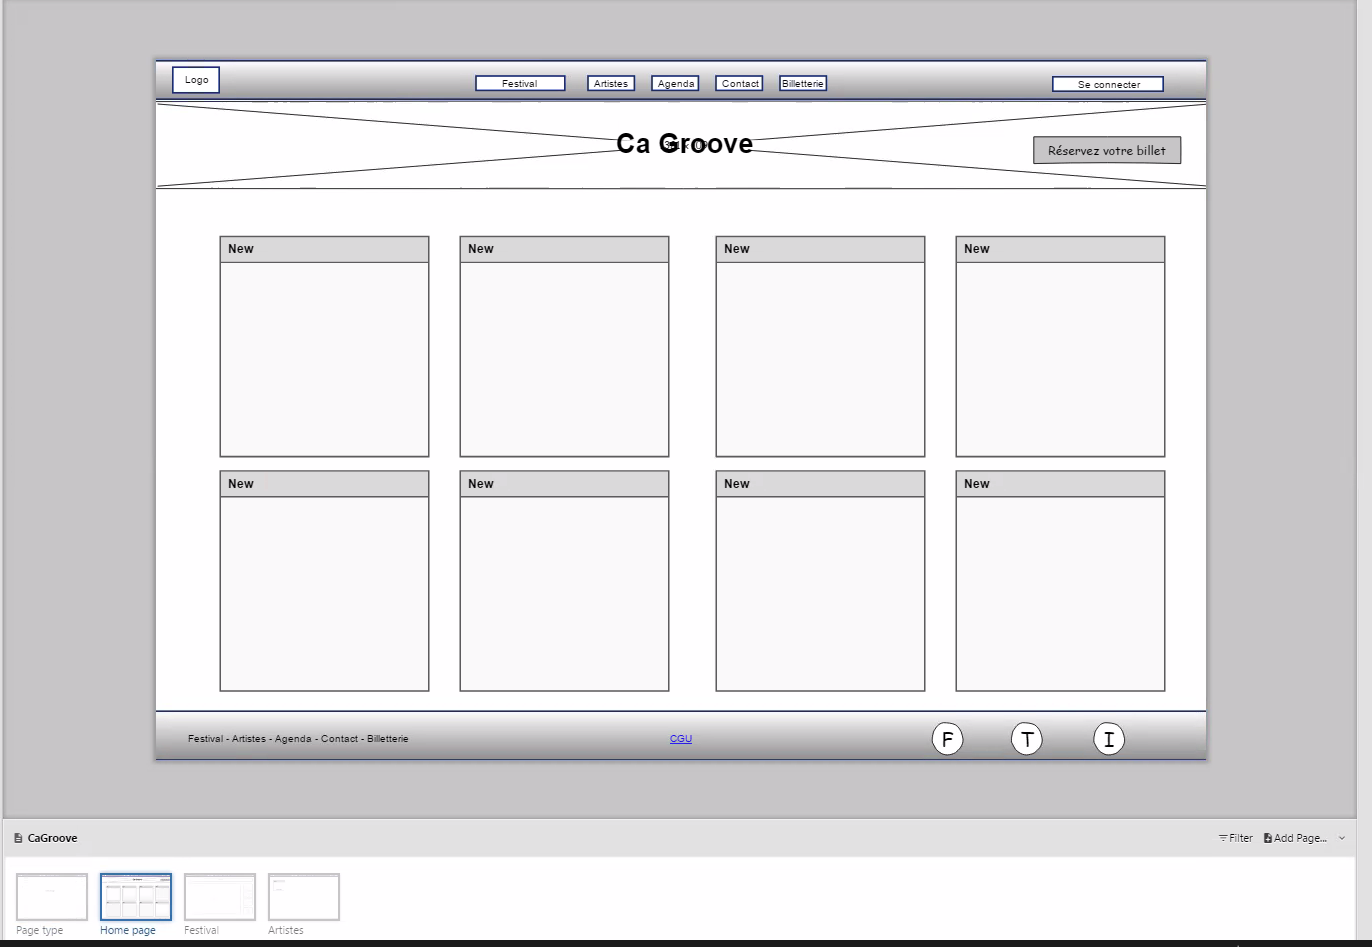 Logo
Festival Artistes Agenda Contact Billetterie
Se connecter
Ca Groove
Réservez votre billet
New New New New
New New New New
Festival - Artistes - Agenda - Contact - Billetterie
CGU
F T I
CaGroove
Filter Add Page...
Page type Home page Festival Artistes